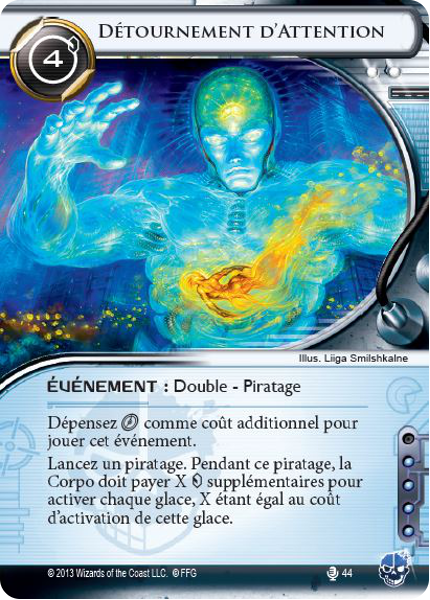 DÉTOURNEMENT D'ATTENTION
4
Illus. Liiga Smilshkalne
ÉVÉNEMENT : Double - Piratage
Dépensez comme coût additionnel pour
jouer cet événement.
Lancez un piratage. Pendant ce piratage, la
Corpo doit payer X supplémentaires pour
activer chaque glace, X étant égal au coût
d'activation de cette glace.
© 2013 Wizards of the Coast LLC. © FFG
44